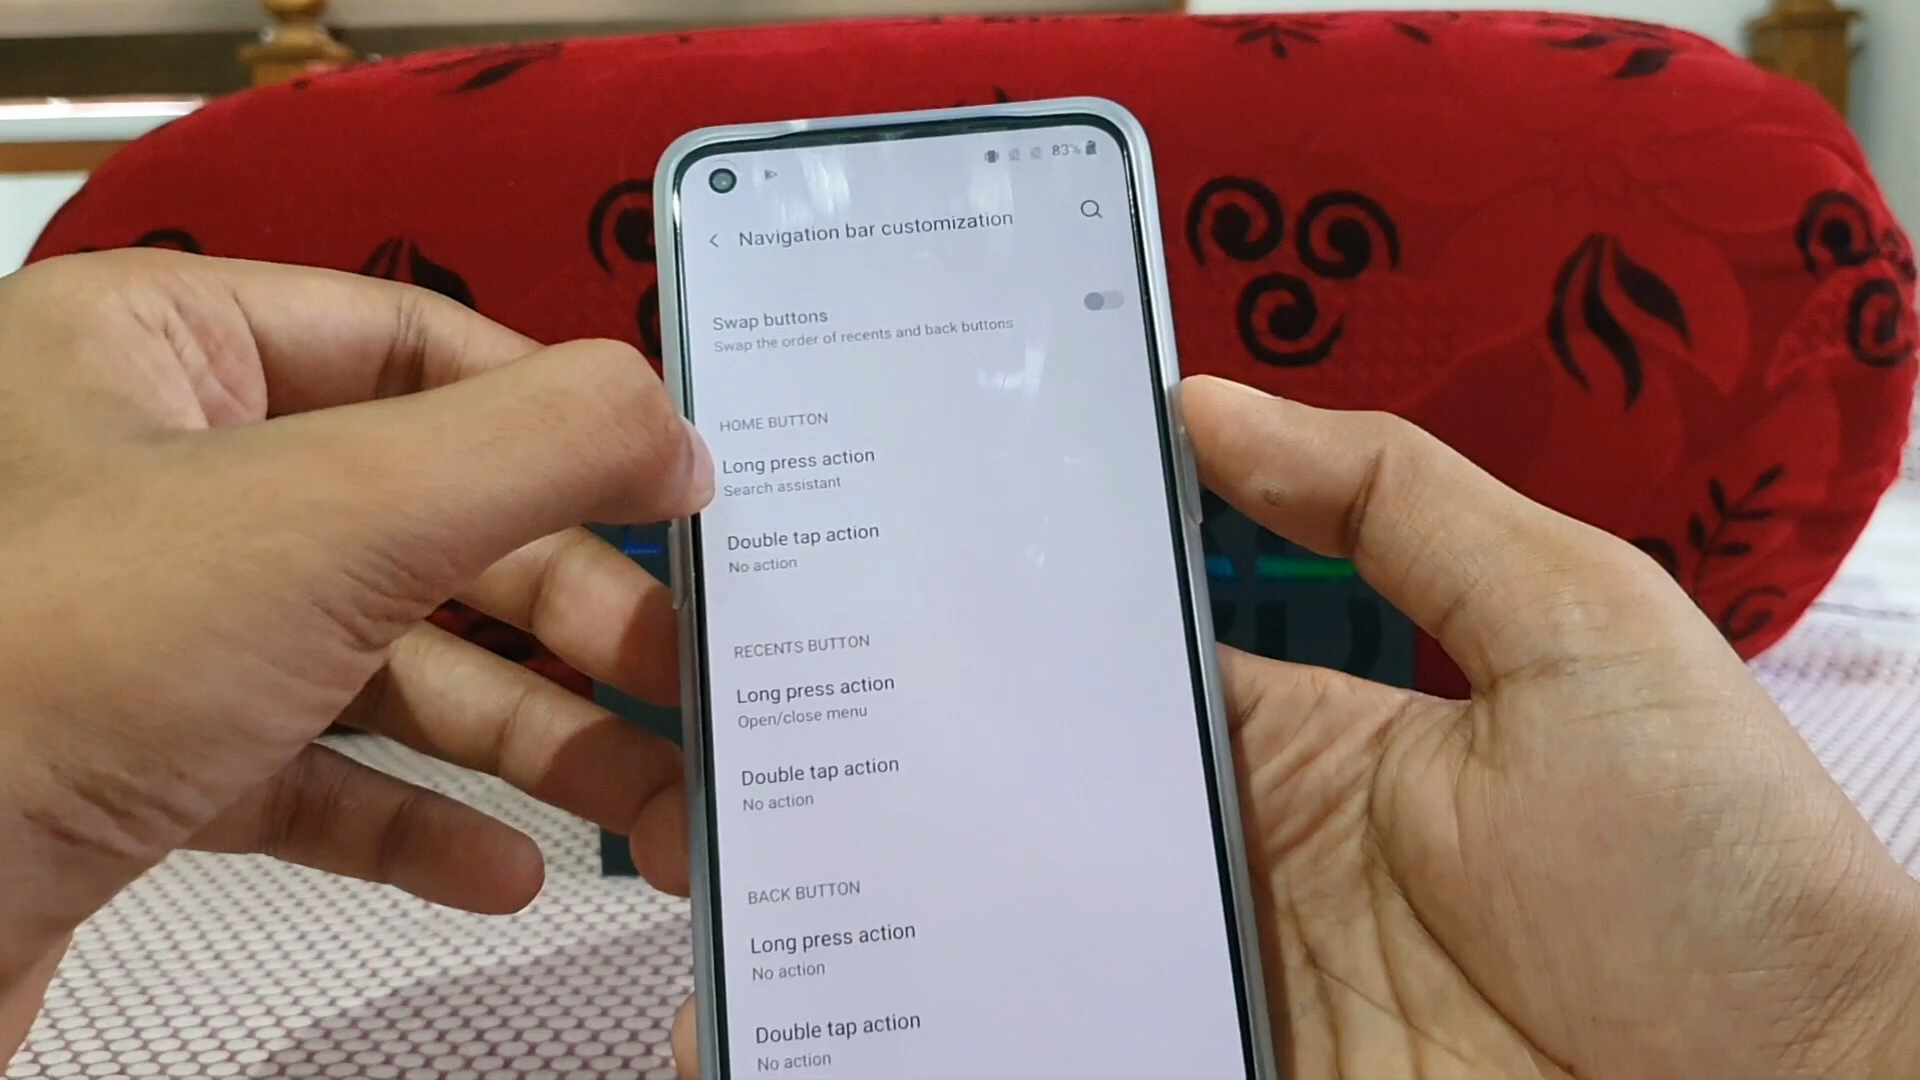 83%
Navigation bar customization
Swap buttons
Swap the order of recents and back buttons
HOME BUTTON
Long press action
Search assistant
Double tap action
No action
RECENTS BUTTON
Long press action
Open/close menu
Double tap action
No action
BACK BUTTON
Long press action
No action
Double tap action
No action